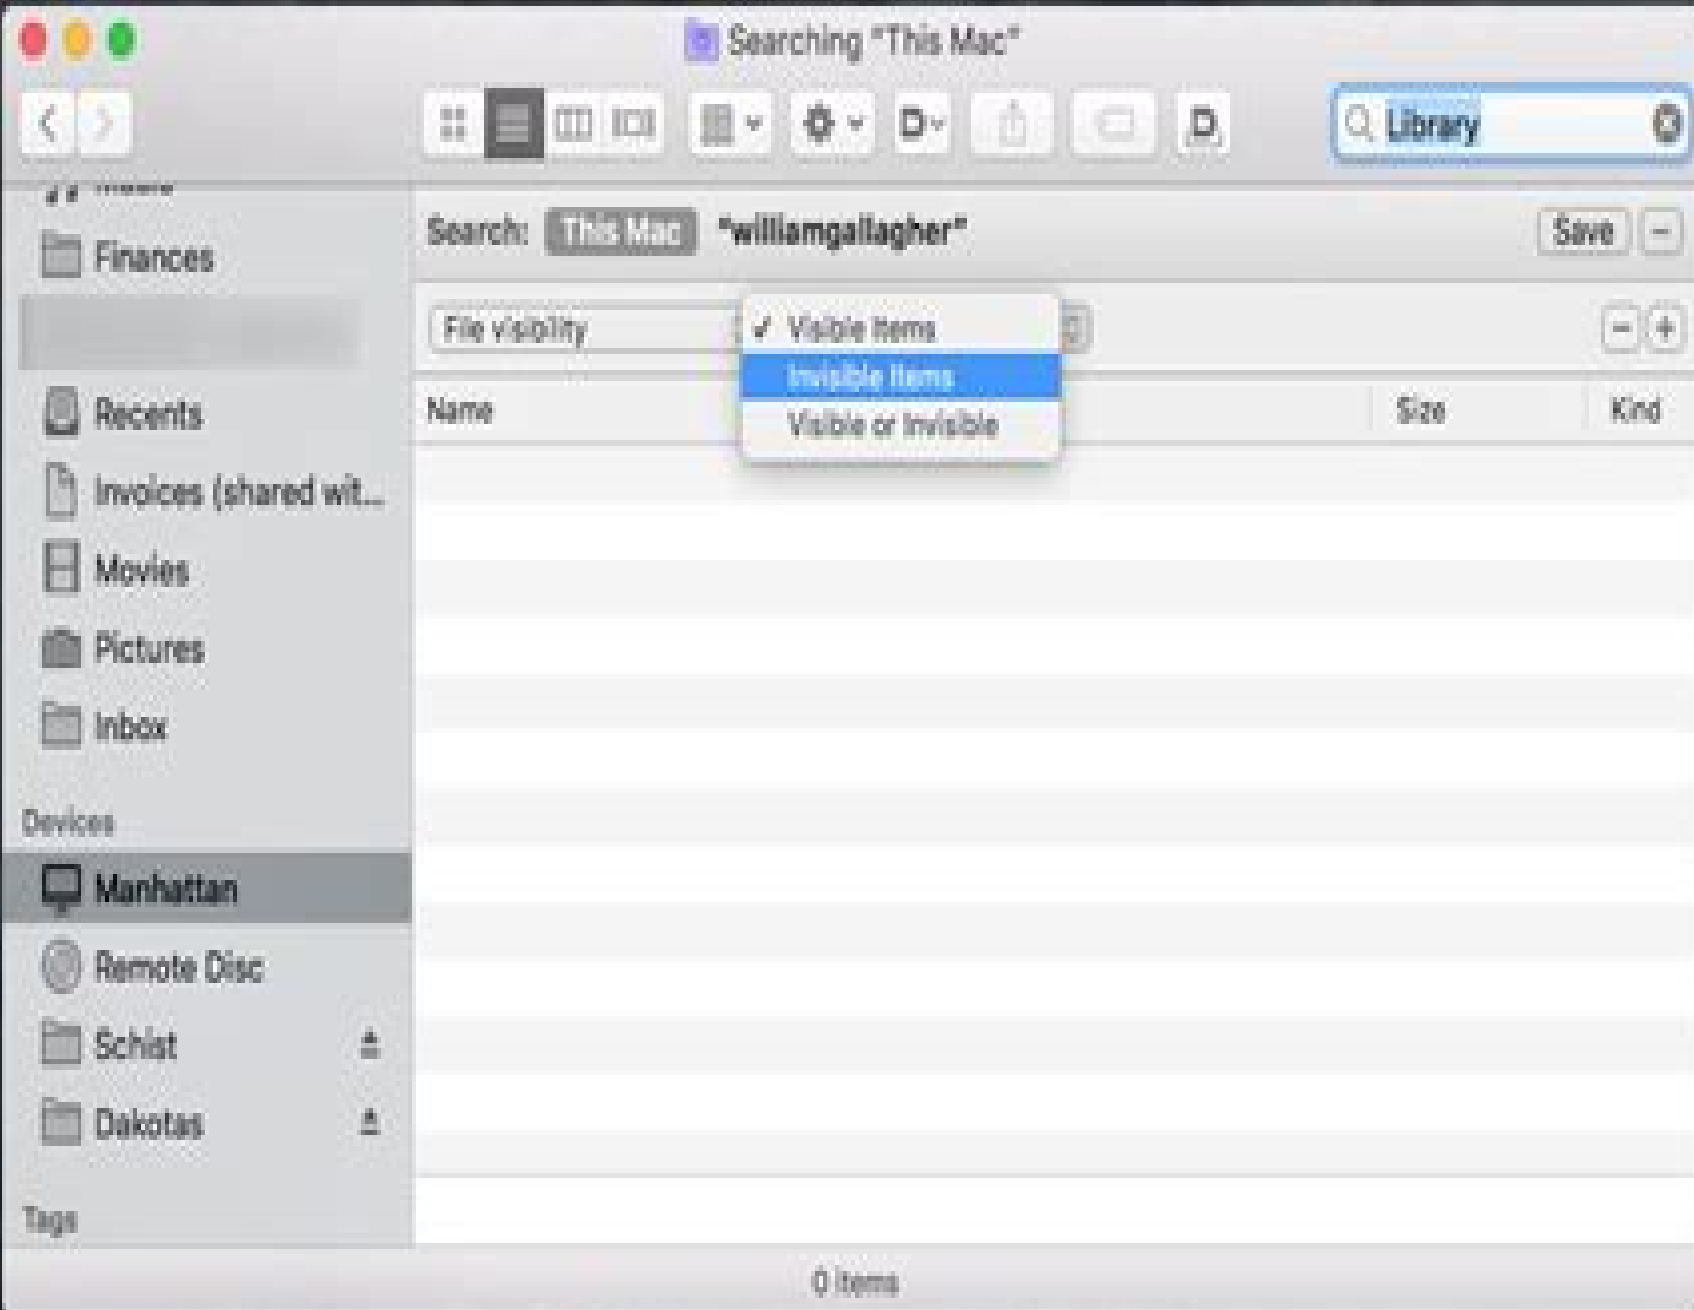 Searching "This Mac"
Library
Music
Finances
Recents
Invoices (shared wit...
Movies
Pictures
Inbox
Devices
Manhattan
Remote Disc
Schist
Dakotas
Tags
Search: This Mac "williamgallagher" Save
File visibility
✓ Visible Items
Invisible Items
Visible or Invisible
Name Size Kind
0 items